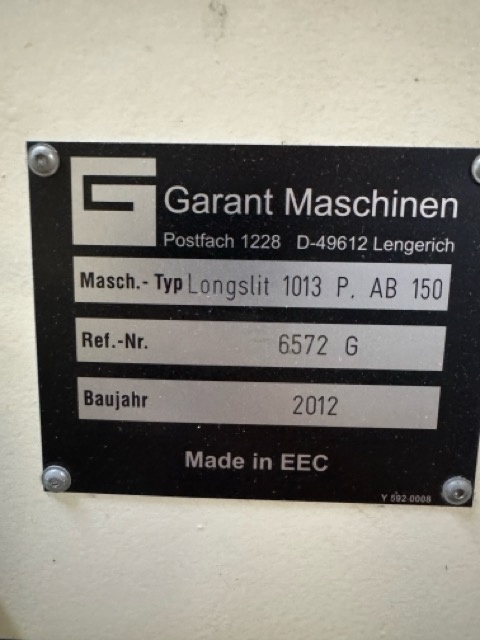 Garant Maschinen
Postfach 1228 D-49612 Lengerich
Masch.- Typ Longslit 1013 P. AB 150
Ref.-Nr. 6572 G
Baujahr 2012
Made in EEC
Y 592 0008